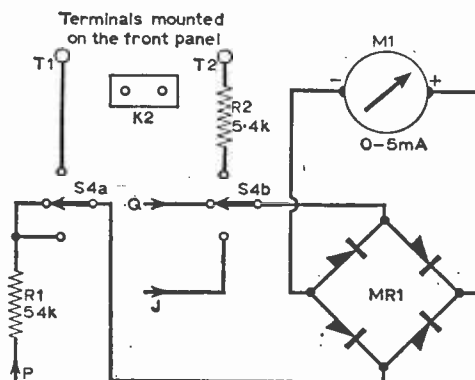 Terminals mounted
on the front panel
T1
T2
K2
R2
5·4k
M1
-
+
0-5mA
S4a
S4b
Q
J
R1
54k
P
MR1